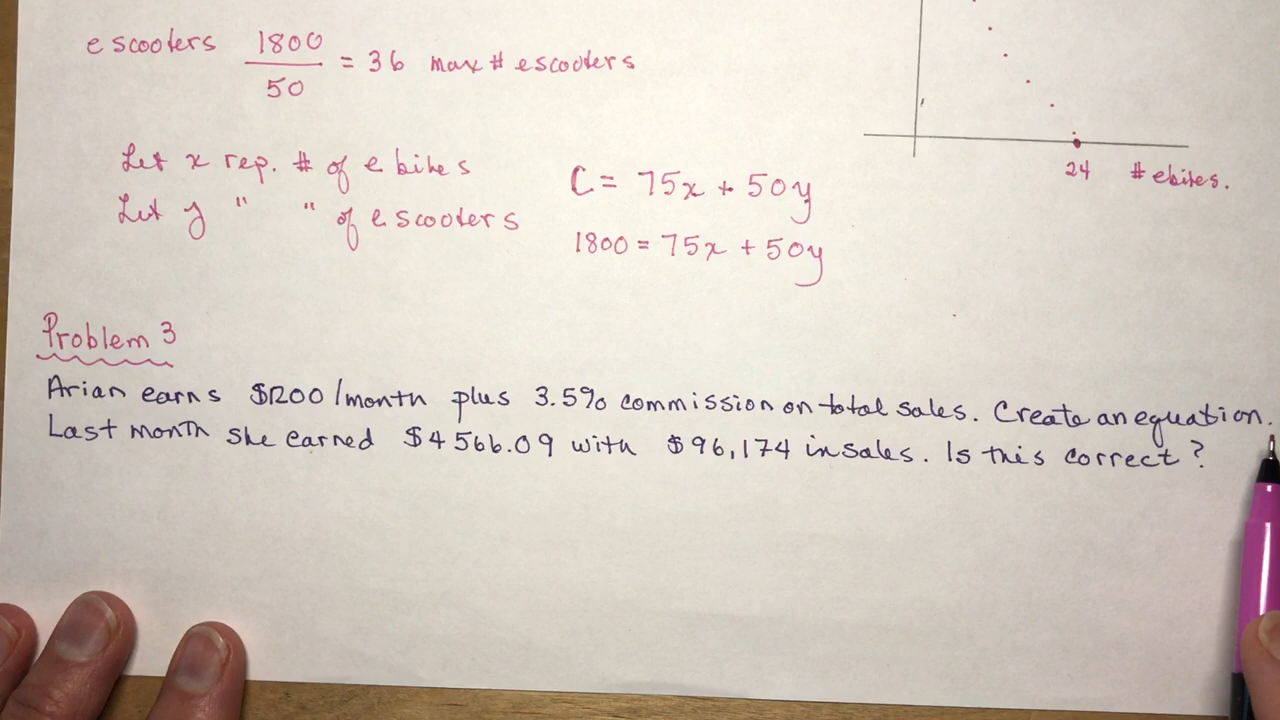 e scooters 1800
50 = 36 max # escooters
Let x rep. # of e bikes
Let y " " of e scooters
C = 75x + 50y
1800 = 75x + 50y
24 # ebikes.
Problem 3
Arian earns $1200/month plus 3.5% commission on total sales. Create an equation.
Last month she earned $4566.09 with $96,174 in sales. Is this correct?